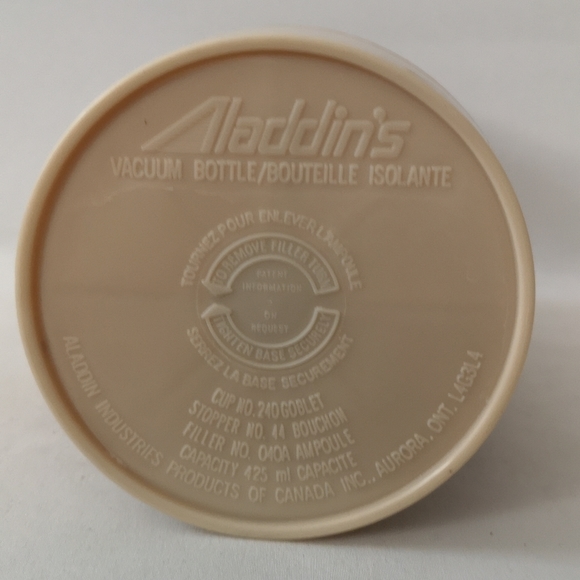 Aladdin's
VACUUM BOTTLE/BOUTEILLE ISOLANTE
TOURNEZ POUR ENLEVER L'AMPOULE
TO REMOVE FILLER TURN
PATENT
INFORMATION
-
ON
REQUEST
TIGHTEN BASE SECURELY
SERREZ LA BASE SECUREMENT
CUP NO. 240 GOBLET
STOPPER NO. 44 BOUCHON
FILLER NO. 040A AMPOULE
CAPACITY 425 ml CAPACITE
ALADDIN INDUSTRIES PRODUCTS OF CANADA INC., AURORA, ONT. L4G3L4